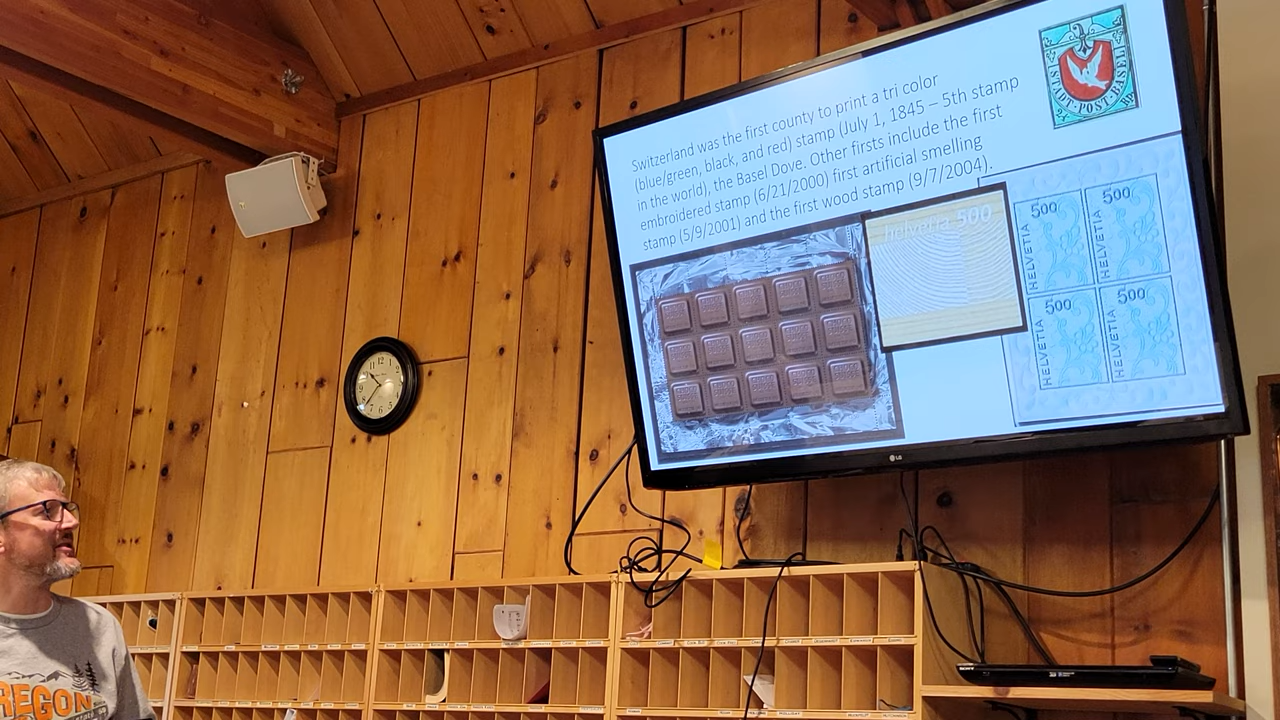 Switzerland was the first county to print a tri color
(blue/green, black, and red) stamp (July 1, 1845 – 5th stamp
in the world), the Basel Dove. Other firsts include the first
embroidered stamp (6/21/2000) first artificial smelling
stamp (5/9/2001) and the first wood stamp (9/7/2004).
STADT-POST-BASEL
helvetia 500
500
HELVETIA
500
HELVETIA
500
HELVETIA
500
HELVETIA
LG
SONY
REGON